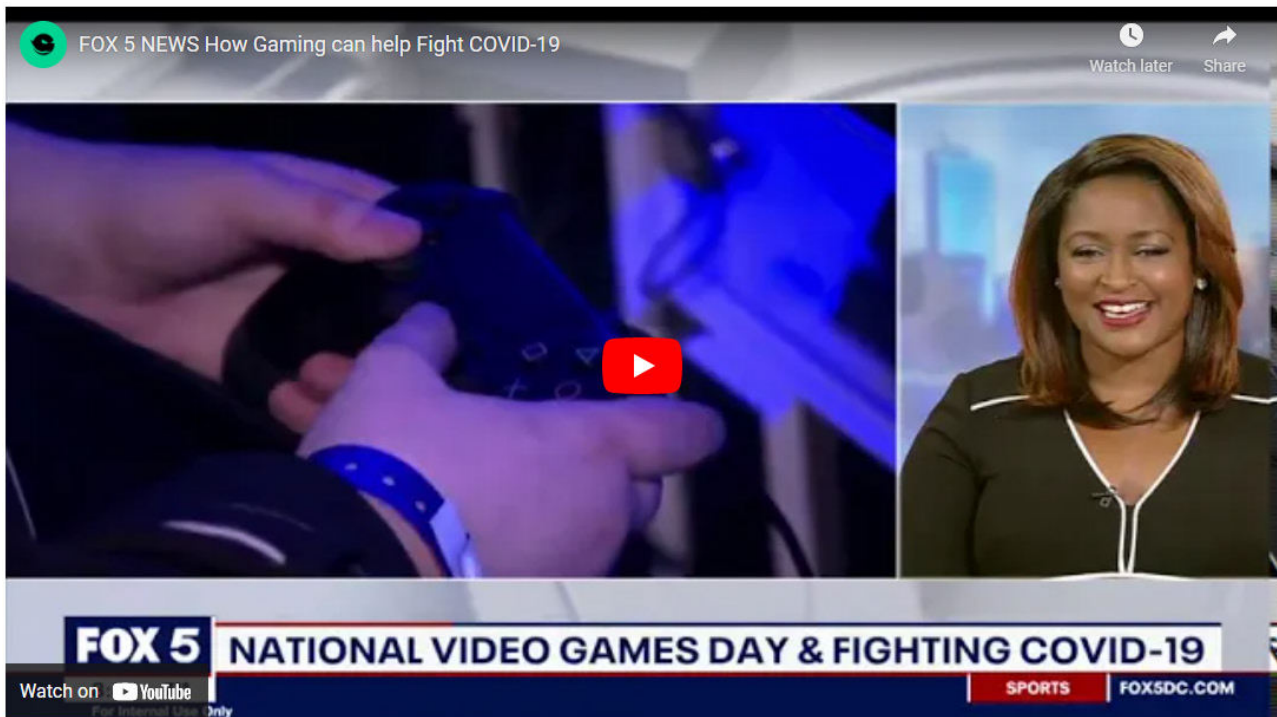 FOX 5 NEWS How Gaming can help Fight COVID-19
Watch later
Share
FOX 5
NATIONAL VIDEO GAMES DAY & FIGHTING COVID-19
Watch on YouTube
SPORTS
FOX5DC.COM
For Internal Use Only